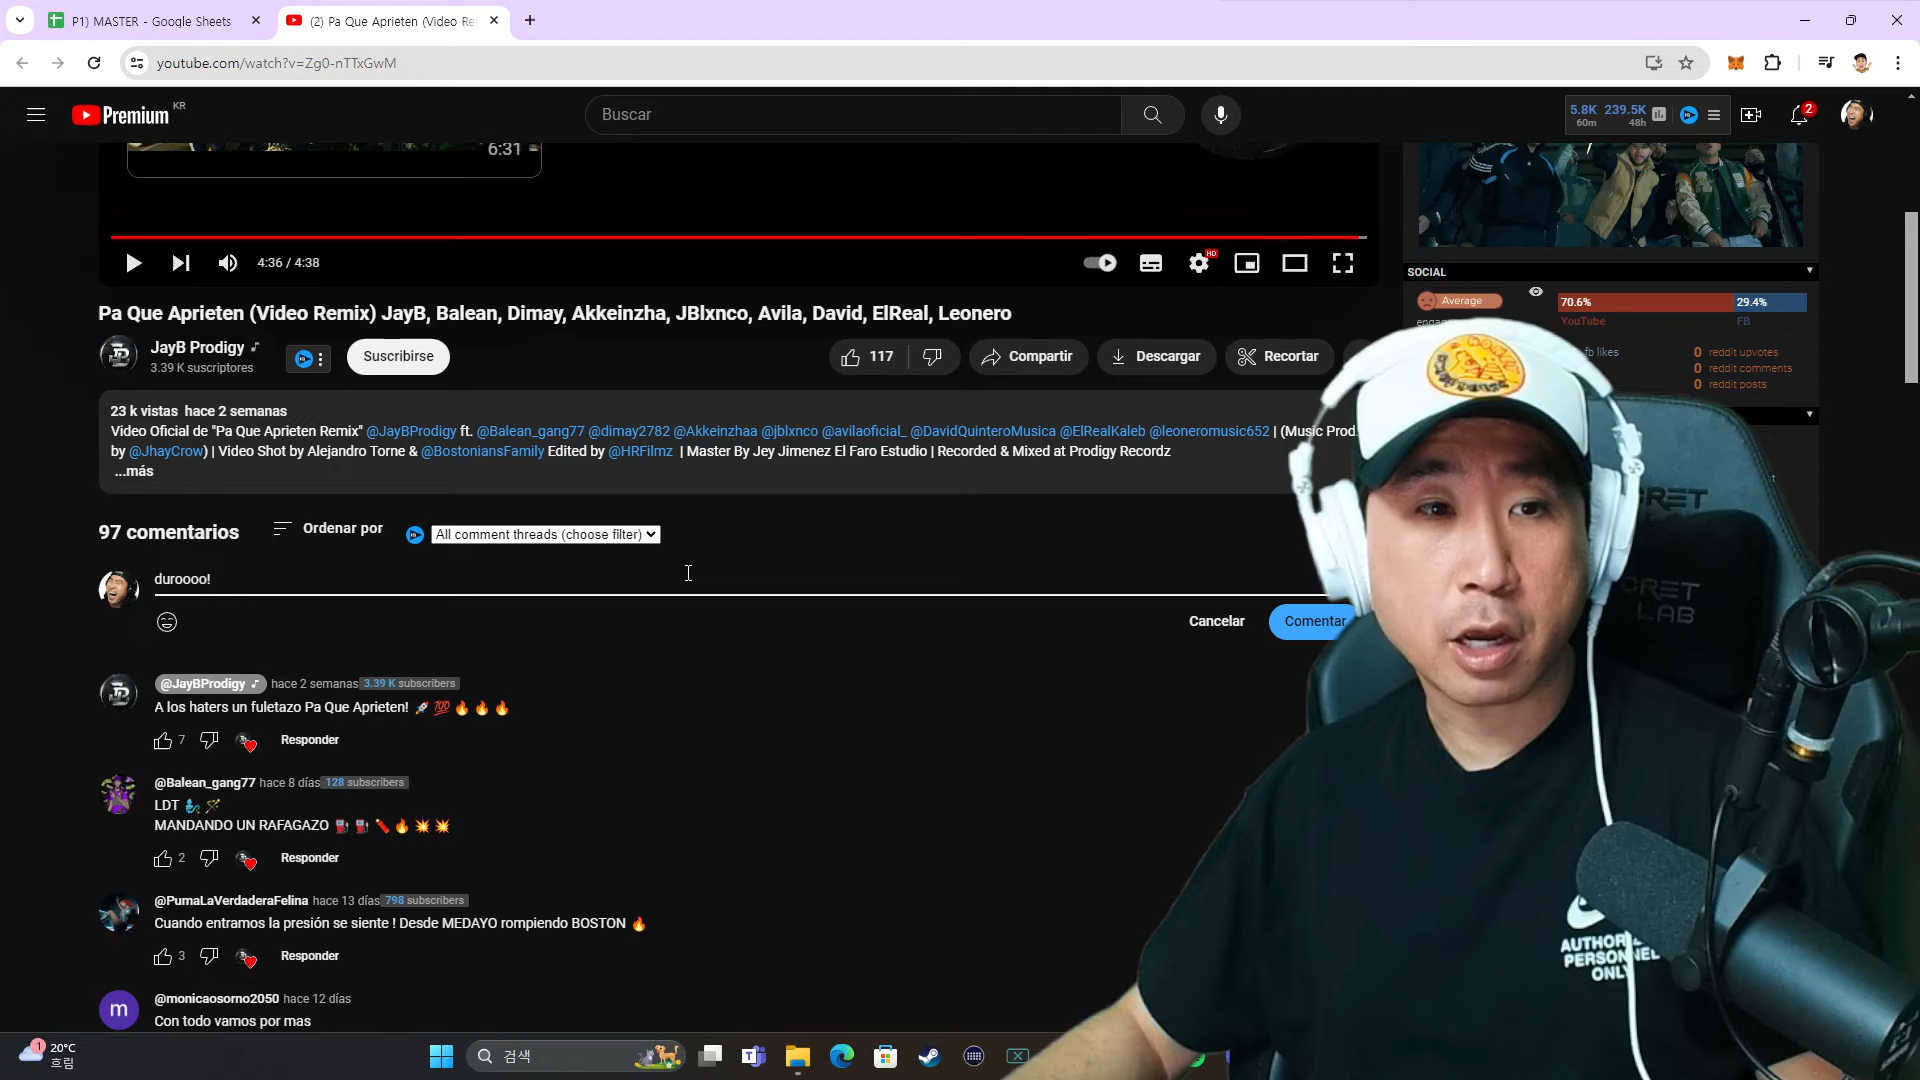 P1) MASTER - Google Sheets
(2) Pa Que Aprieten (Video Re
youtube.com/watch?v=Zg0-nTTxGwM
Premium KR
Buscar
5.8K 239.5K
60m 48h
2
6:31
4:36 / 4:38
HD
SOCIAL
Average
70.6% 29.4%
YouTube FB
fb likes
0 reddit upvotes
0 reddit comments
0 reddit posts
Pa Que Aprieten (Video Remix) JayB, Balean, Dimay, Akkeinzha, JBlxnco, Avila, David, ElReal, Leonero
JayB Prodigy
3.39 K suscriptores
Suscribirse
117
Compartir
Descargar
Recortar
23 k vistas hace 2 semanas
Video Oficial de "Pa Que Aprieten Remix" @JayBProdigy ft. @Balean_gang77 @dimay2782 @Akkeinzhaa @jblxnco @avilaoficial_ @DavidQuinteroMusica @ElRealKaleb @leoneromusic652 | (Music Prod.
by @JhayCrow) | Video Shot by Alejandro Torne & @BostoniansFamily Edited by @HRFilmz | Master By Jey Jimenez El Faro Estudio | Recorded & Mixed at Prodigy Recordz
...más
97 comentarios
Ordenar por
All comment threads (choose filter)
duroooo!
Cancelar
Comentar
@JayBProdigy hace 2 semanas 3.39 K subscribers
A los haters un fuletazo Pa Que Aprieten! 🚀 💯 🔥 🔥 🔥
7 Responder
@Balean_gang77 hace 8 días 128 subscribers
LDT 🧞‍♂️ 🪄
MANDANDO UN RAFAGAZO ⛽ ⛽ 🧨 🔥 💥 💥
2 Responder
@PumaLaVerdaderaFelina hace 13 días 798 subscribers
Cuando entramos la presión se siente ! Desde MEDAYO rompiendo BOSTON 🔥
3 Responder
m
@monicaosorno2050 hace 12 días
Con todo vamos por mas
AUTHOR
PERSONNEL
ONLY
1
20°C
흐림
검색